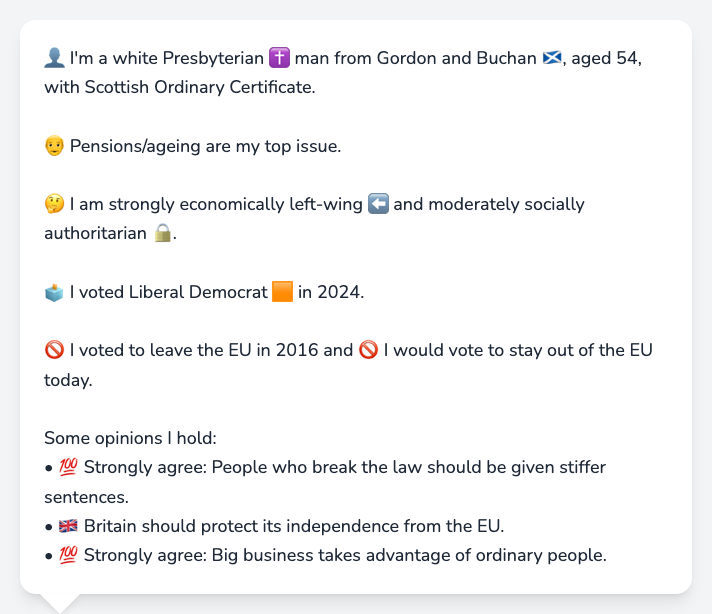 👤 I'm a white Presbyterian ✝️ man from Gordon and Buchan 🏴󠁧󠁢󠁳󠁣󠁴󠁿, aged 54,
with Scottish Ordinary Certificate.
👴 Pensions/ageing are my top issue.
🤔 I am strongly economically left-wing ⬅️ and moderately socially
authoritarian 🔒.
🗳️ I voted Liberal Democrat 🟧 in 2024.
🚫 I voted to leave the EU in 2016 and 🚫 I would vote to stay out of the EU
today.
Some opinions I hold:
• 💯 Strongly agree: People who break the law should be given stiffer
sentences.
• 🇬🇧 Britain should protect its independence from the EU.
• 💯 Strongly agree: Big business takes advantage of ordinary people.